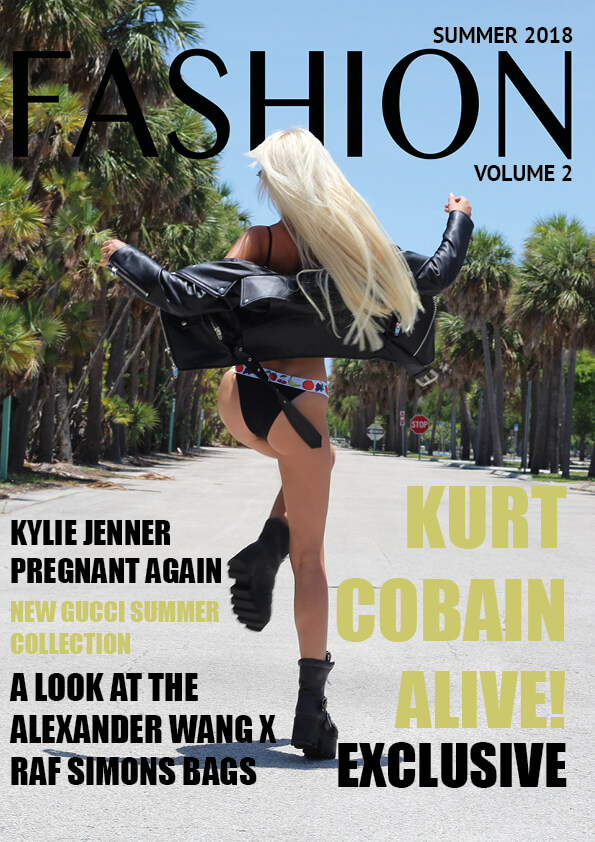 SUMMER 2018
FASHION
VOLUME 2
STOP
KYLIE JENNER
PREGNANT AGAIN
NEW GUCCI SUMMER
COLLECTION
A LOOK AT THE
ALEXANDER WANG X
RAF SIMONS BAGS
KURT
COBAIN
ALIVE!
EXCLUSIVE